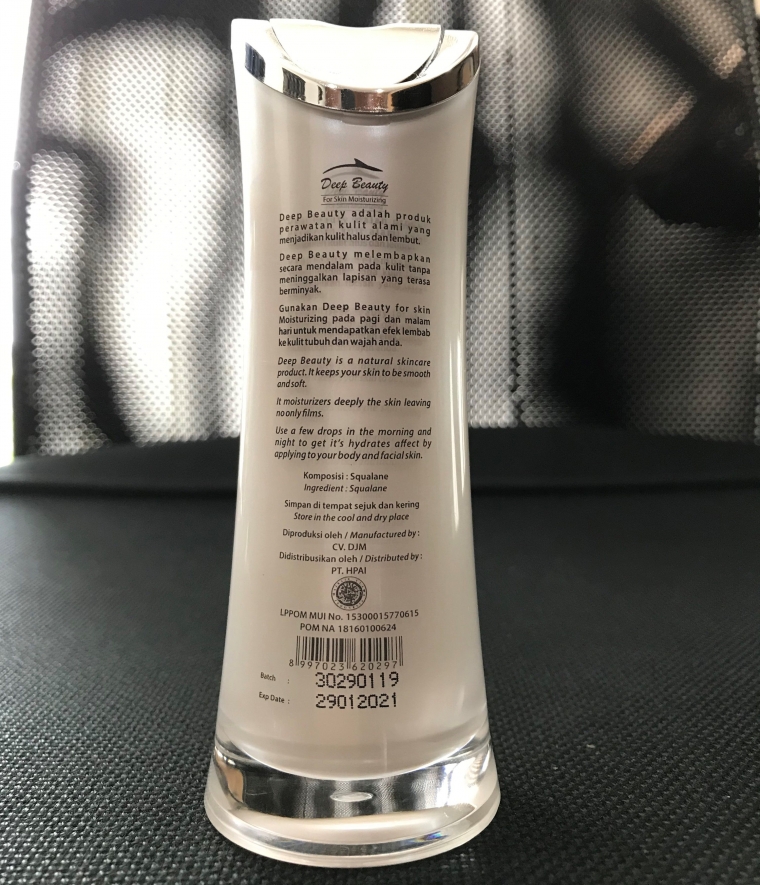 Deep Beauty
For Skin Moisturizing
Deep Beauty adalah produk
perawatan kulit alami yang
menjadikan kulit halus dan lembut.
Deep Beauty melembapkan
secara mendalam pada kulit tanpa
meninggalkan lapisan yang terasa
berminyak.
Gunakan Deep Beauty for skin
Moisturizing pada pagi dan malam
hari untuk mendapatkan efek lembab
ke kulit tubuh dan wajah anda.
Deep Beauty is a natural skincare
product. It keeps your skin to be smooth
and soft.
It moisturizers deeply the skin leaving
no only films.
Use a few drops in the morning and
night to get it's hydrates affect by
applying to your body and facial skin.
Komposisi : Squalane
Ingredient : Squalane
Simpan di tempat sejuk dan kering
Store in the cool and dry place
Diproduksi oleh / Manufactured by :
CV. DJM
Didistribusikan oleh / Distributed by :
PT. HPAI
LPPOM MUI No. 15300015770615
POM NA 18160100624
8 997023 620297
Batch : 30290119
Exp Date : 29012021